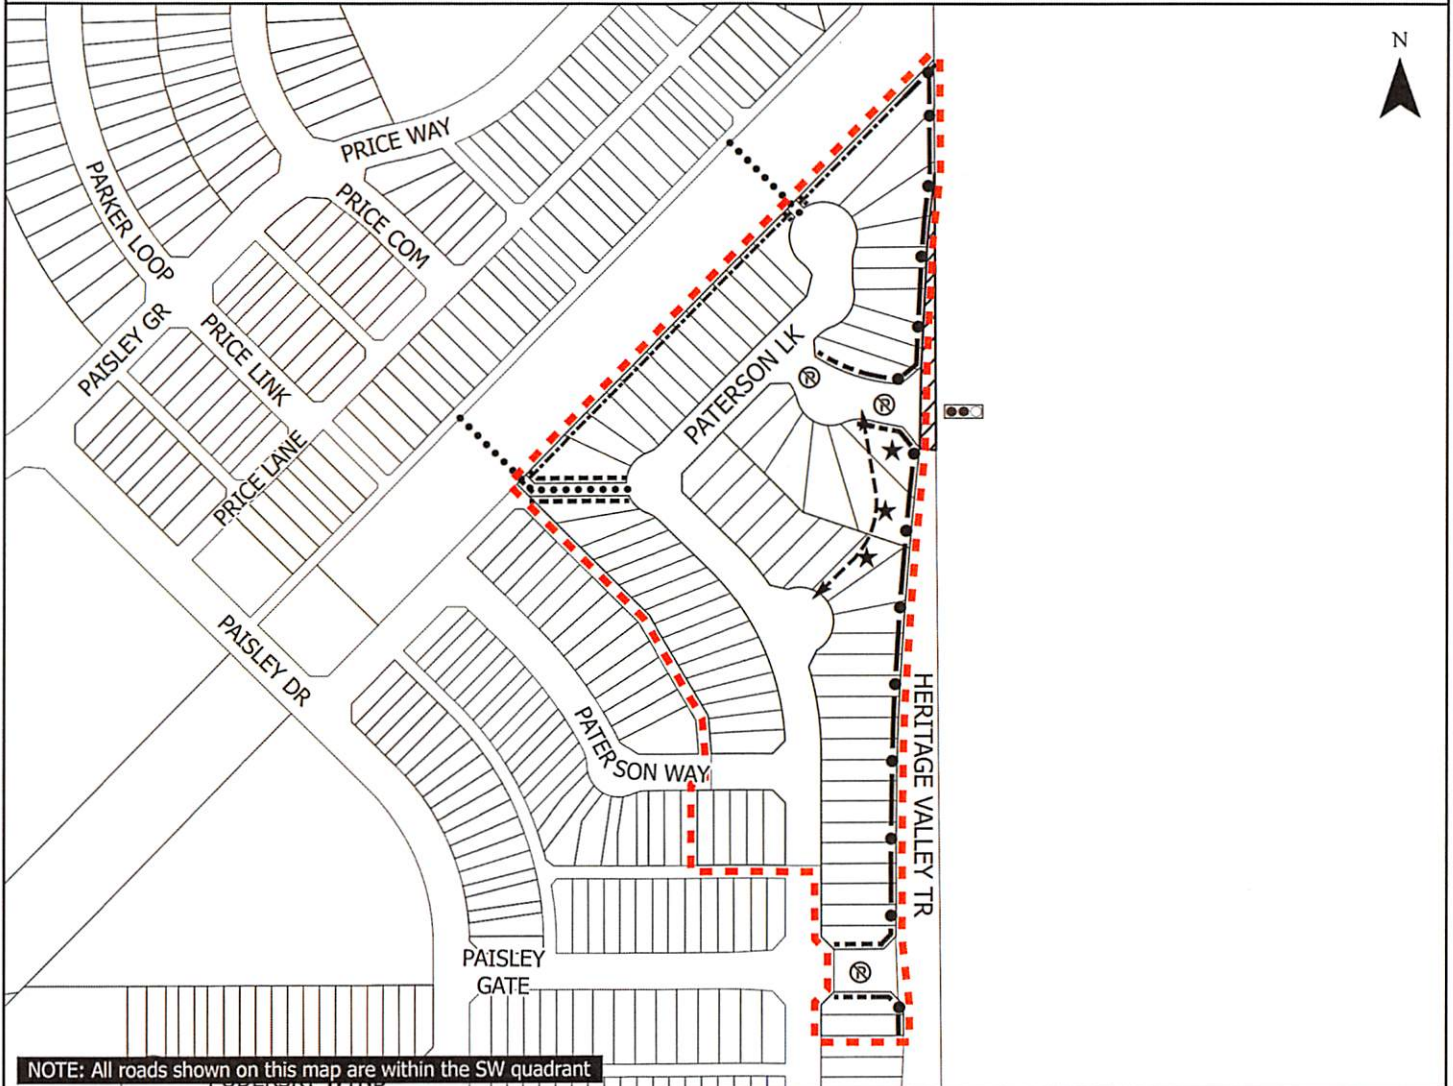 N
PRICE WAY
PARKER LOOP
PRICE COM
PAISLEY GR
PRICE LINK
PATERSON LK
PRICE LANE
PAISLEY DR
HERITAGE VALLEY TR
PATERSON WAY
PAISLEY
GATE
NOTE: All roads shown on this map are within the SW quadrant